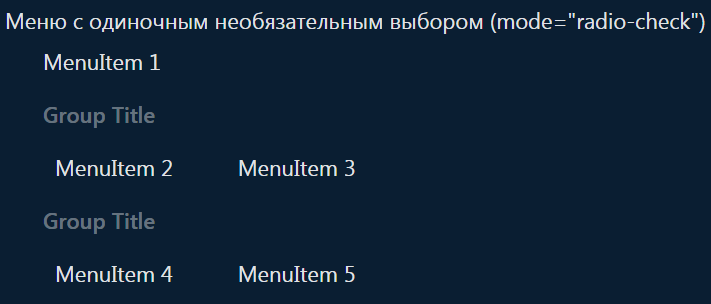 Меню с одиночным необязательным выбором (mode="radio-check")
MenuItem 1
Group Title
MenuItem 2 MenuItem 3
Group Title
MenuItem 4 MenuItem 5